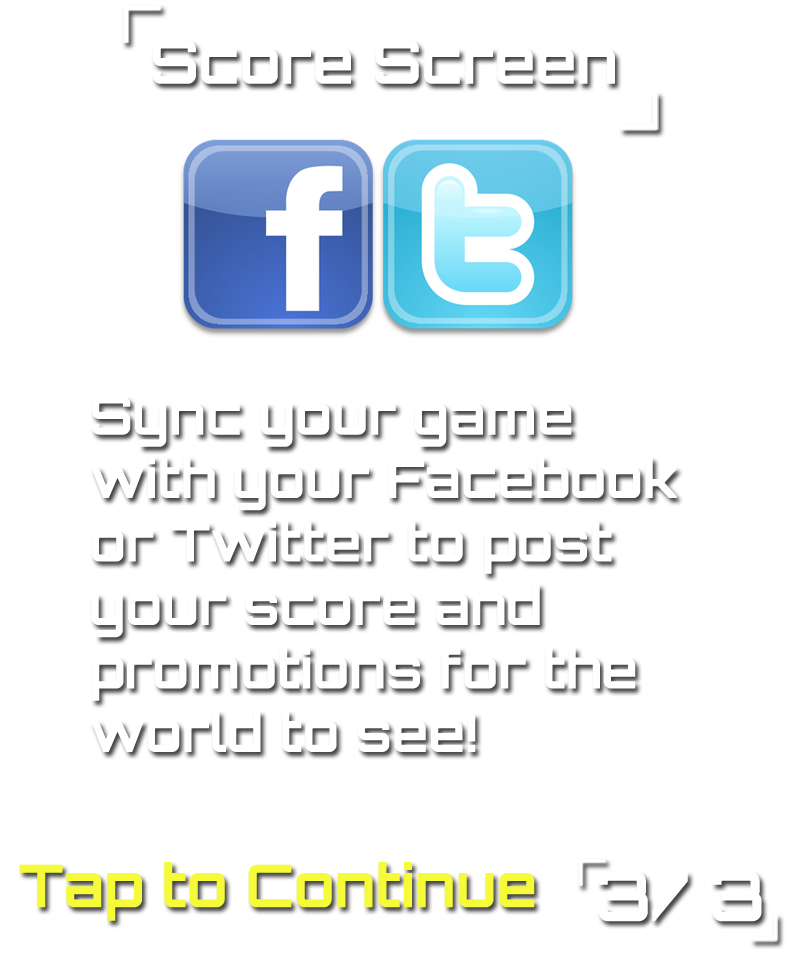 Score Screen
f t
Sync your game
with your Facebook
or Twitter to post
your score and
promotions for the
world to see!
Tap to Continue 3/ 3